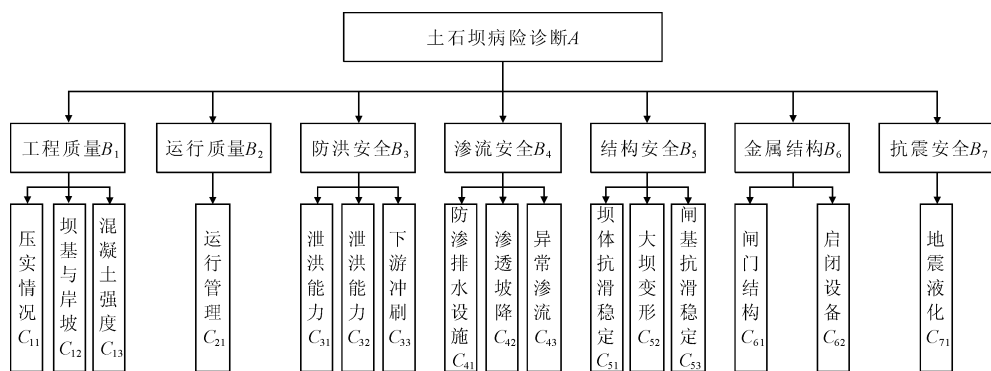 土石坝病险诊断A
工程质量B₁
运行质量B₂
防洪安全B₃
渗流安全B₄
结构安全B₅
金属结构B₆
抗震安全B₇
压实情况C₁₁
坝基与岸坡C₁₂
混凝土强度C₁₃
运行管理C₂₁
泄洪能力C₃₁
泄洪能力C₃₂
下游冲刷C₃₃
防渗排水设施C₄₁
渗透坡降C₄₂
异常渗流C₄₃
坝体抗滑稳定C₅₁
大坝变形C₅₂
闸基抗滑稳定C₅₃
闸门结构C₆₁
启闭设备C₆₂
地震液化C₇₁